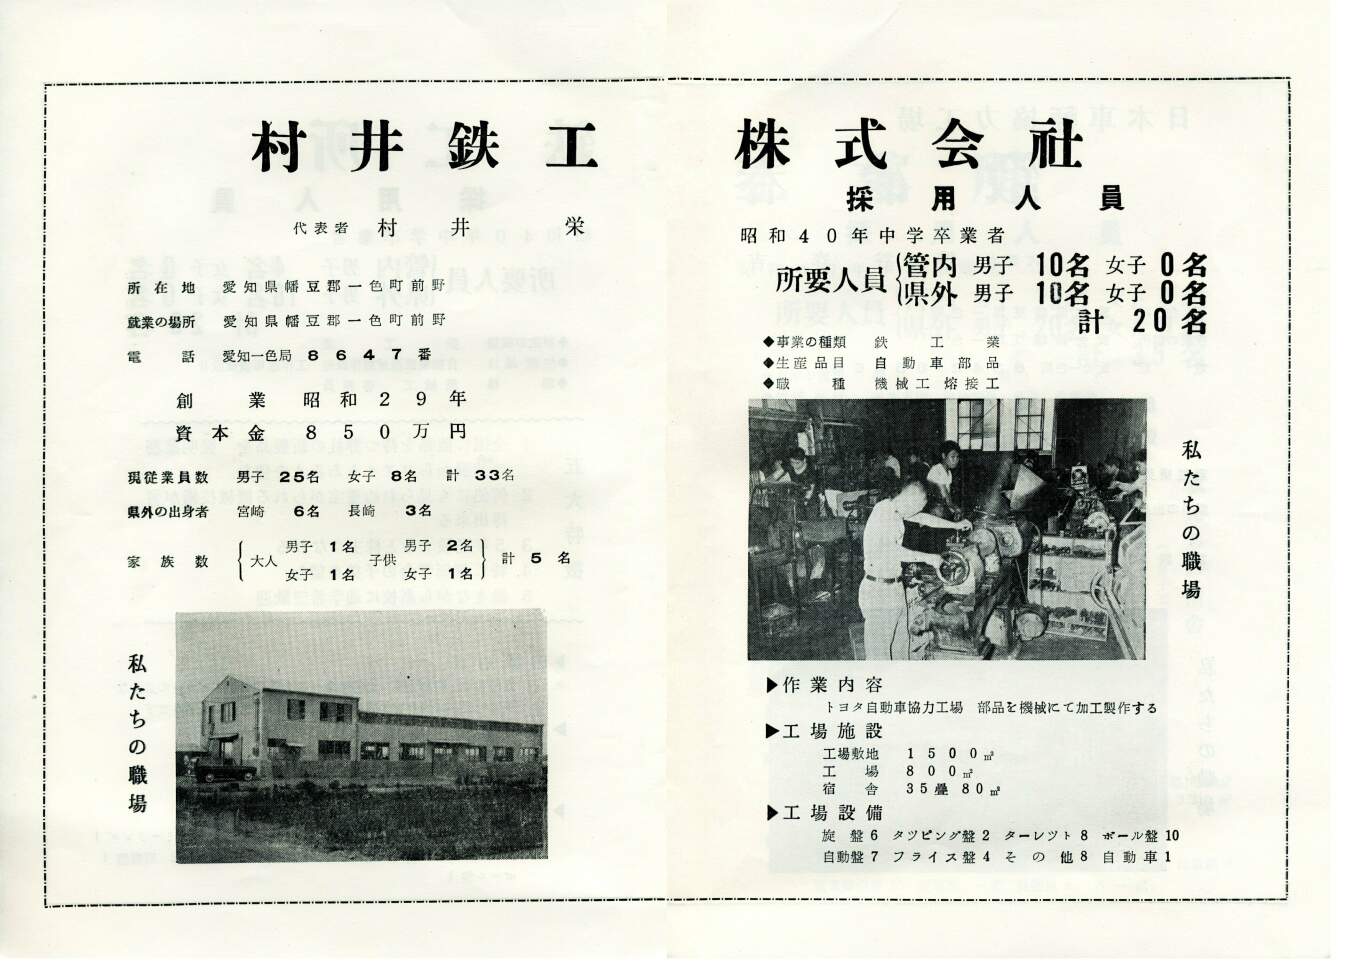 村井鉄工株式会社
代表者 村井 栄
所在地 愛知県幡豆郡一色町前野
就業の場所 愛知県幡豆郡一色町前野
電話 愛知一色局 8647番
創業 昭和29年
資本金 850万円
現従業員数 男子 25名 女子 8名 計 33名
県外の出身者 宮崎 6名 長崎 3名
家族数 大人 男子 1名 女子 1名 子供 男子 2名 女子 1名 計 5名
私たちの職場
採用人員
昭和40年中学卒業者
所要人員
管内 男子 10名 女子 0名
県外 男子 10名 女子 0名
計 20名
◆事業の種類 鉄工業
◆生産品目 自動車部品
◆職種 機械工 熔接工
私たちの職場
▶作業内容
トヨタ自動車協力工場 部品を機械にて加工製作する
▶工場施設
工場敷地 1500㎡
工場 800㎡
宿舎 35畳 80㎡
▶工場設備
旋盤6 タツピング盤2 ターレツト8 ボール盤10
自動盤7 フライス盤4 その他8 自動車1